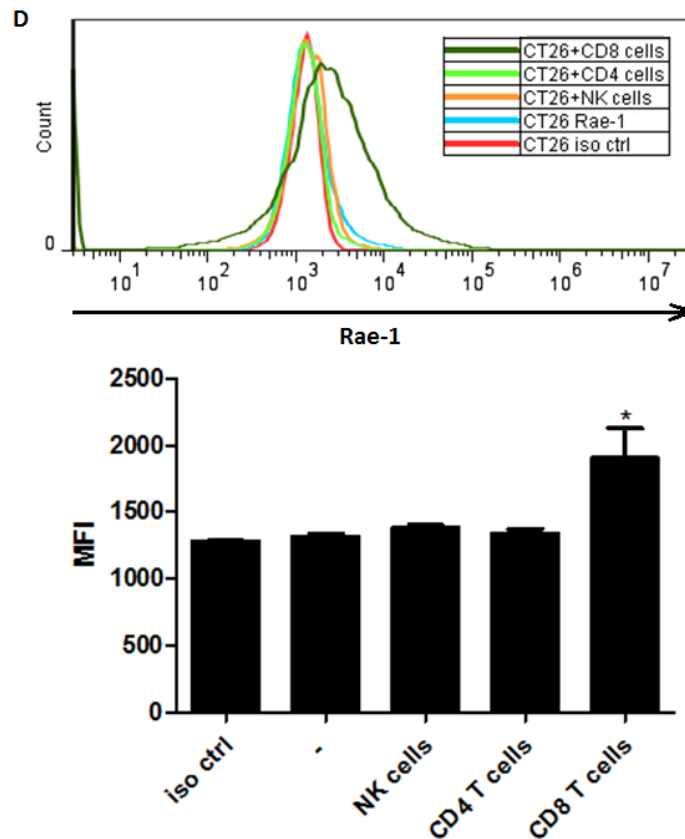 D
Count
0
CT26+CD8 cells
CT26+CD4 cells
CT26+NK cells
CT26 Rae-1
CT26 iso ctrl
10^1 10^2 10^3 10^4 10^5 10^6 10^7
Rae-1
MFI
2500
2000
1500
1000
500
0
*
iso ctrl
-
NK cells
CD4 T cells
CD8 T cells